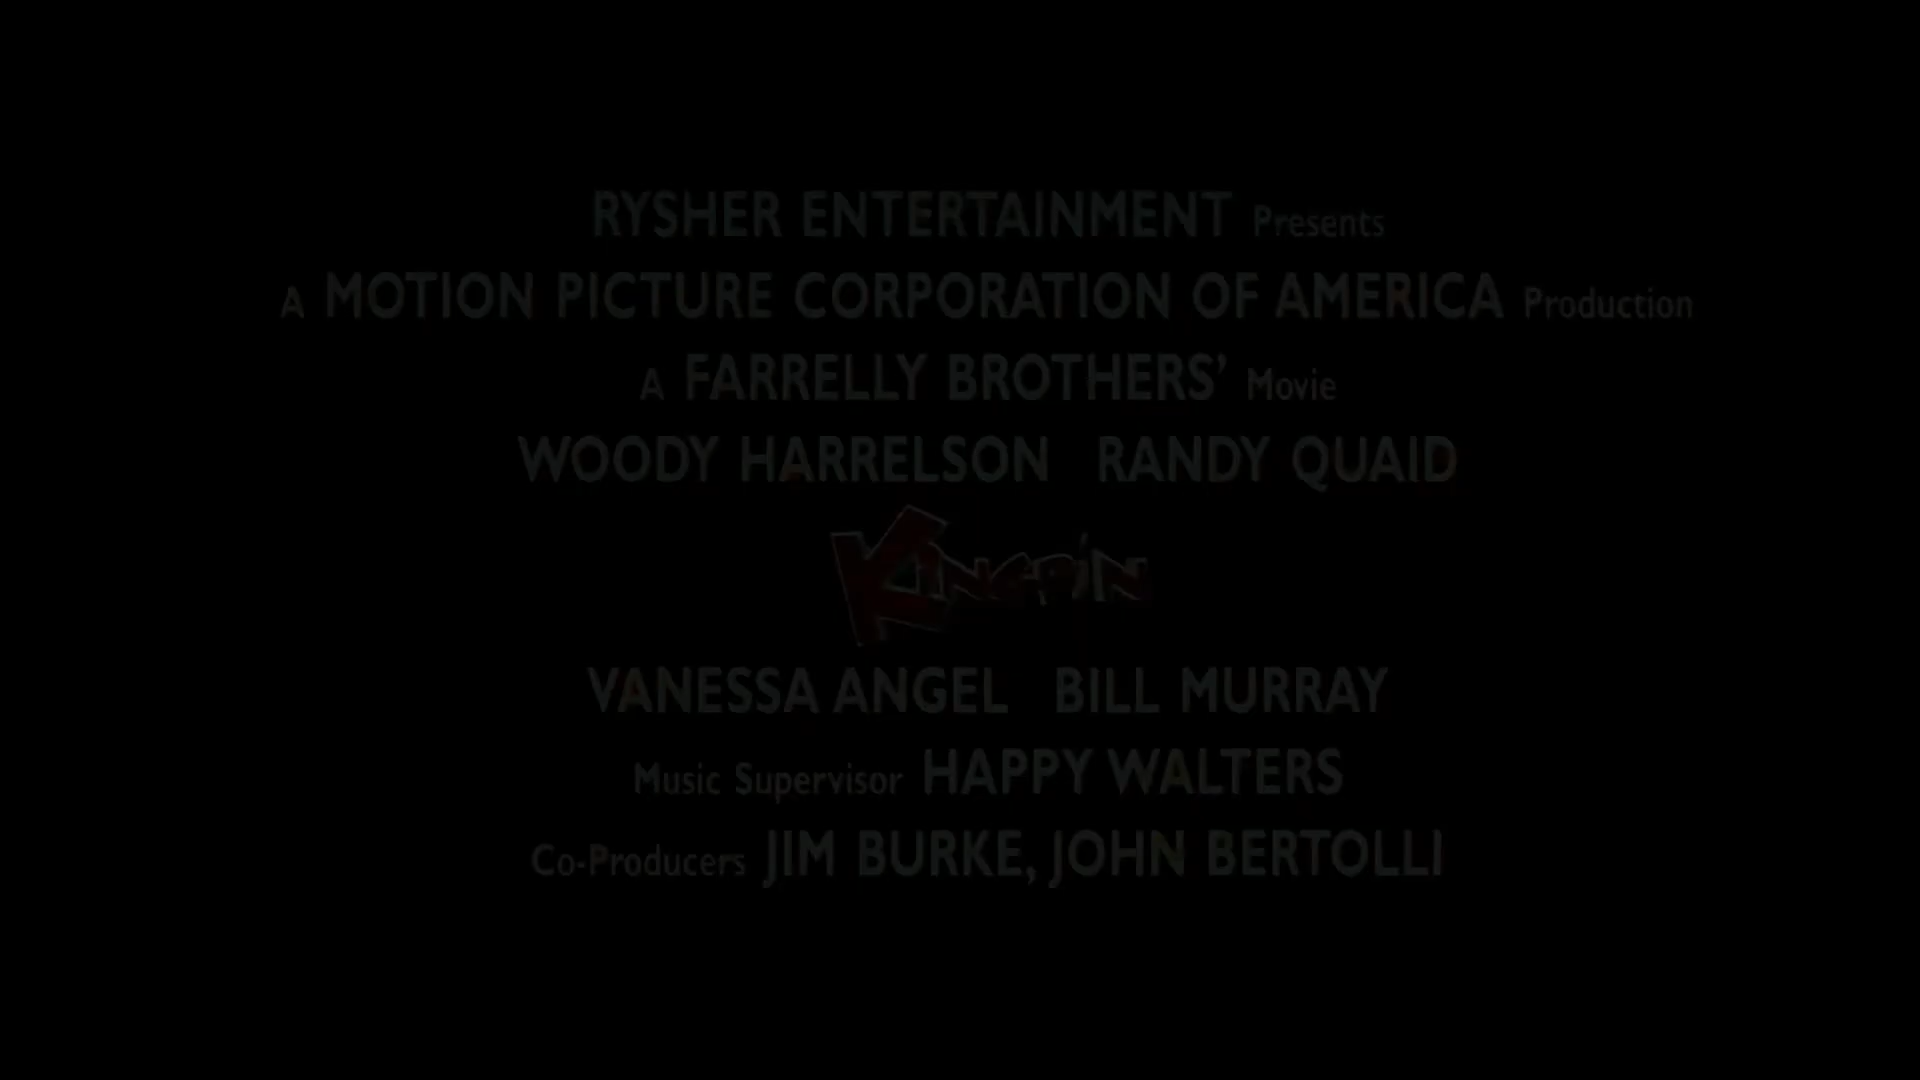 RYSHER ENTERTAINMENT Presents
A MOTION PICTURE CORPORATION OF AMERICA Production
A FARRELLY BROTHERS’ Movie
WOODY HARRELSON RANDY QUAID
KINGPIN
VANESSA ANGEL BILL MURRAY
Music Supervisor HAPPY WALTERS
Co-Producers JIM BURKE, JOHN BERTOLLI